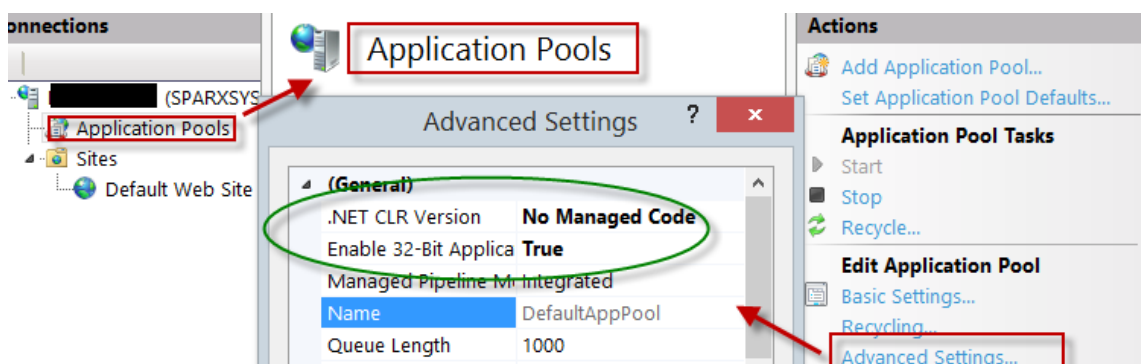 onnections
(SPARXSYS
Application Pools
Sites
Default Web Site
Application Pools
Advanced Settings
?
x
(General)
.NET CLR Version No Managed Code
Enable 32-Bit Applica True
Managed Pipeline M Integrated
Name DefaultAppPool
Queue Length 1000
Actions
Add Application Pool...
Set Application Pool Defaults...
Application Pool Tasks
Start
Stop
Recycle...
Edit Application Pool
Basic Settings...
Recycling...
Advanced Settings...